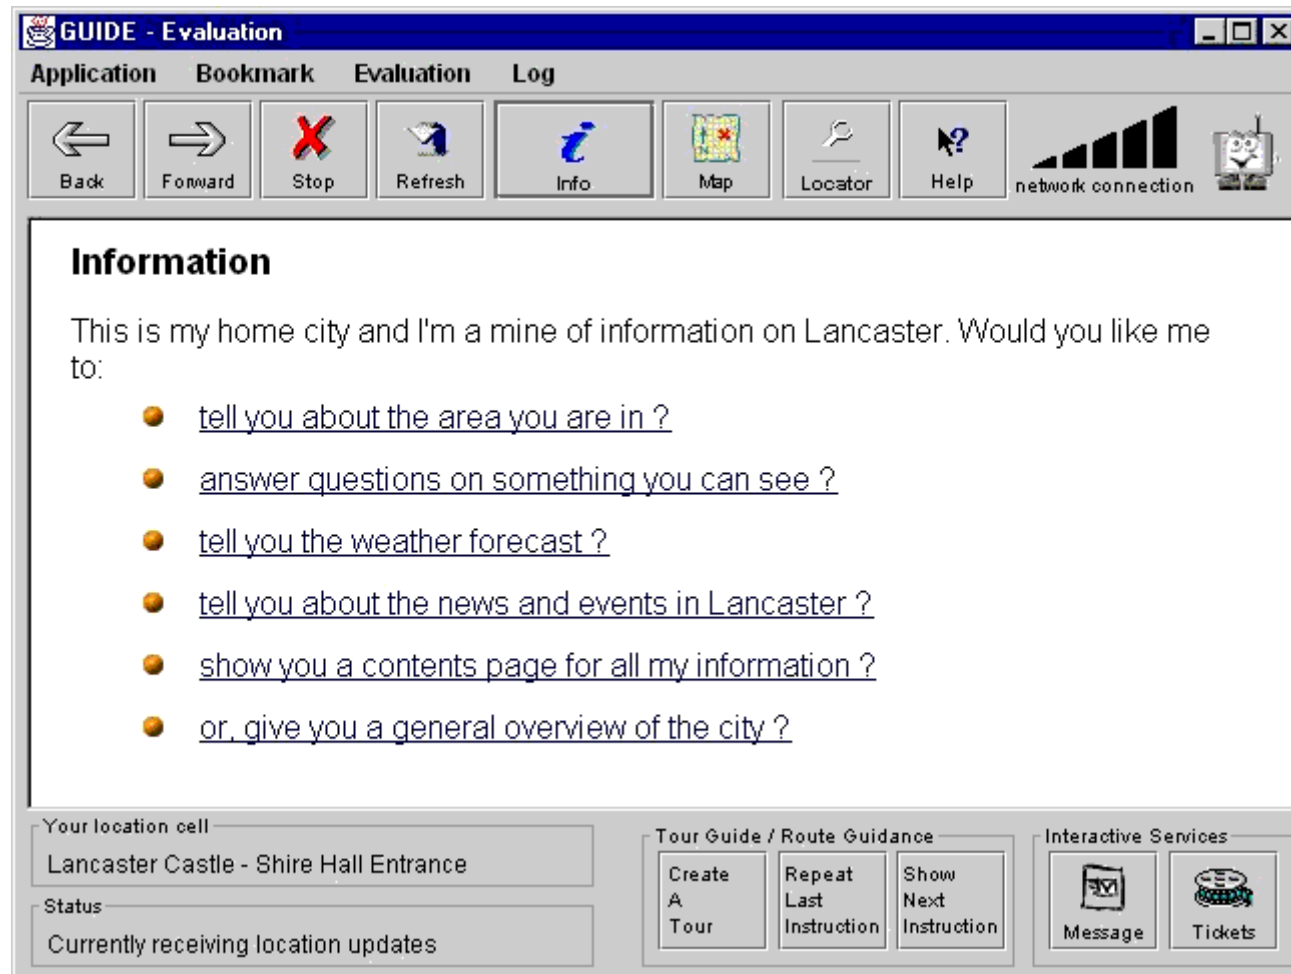 GUIDE - Evaluation
Application Bookmark Evaluation Log
Back Forward Stop Refresh Info Map Locator Help network connection
Information
This is my home city and I'm a mine of information on Lancaster. Would you like me
to:
tell you about the area you are in ?
answer questions on something you can see ?
tell you the weather forecast ?
tell you about the news and events in Lancaster ?
show you a contents page for all my information ?
or, give you a general overview of the city ?
Your location cell
Lancaster Castle - Shire Hall Entrance
Status
Currently receiving location updates
Tour Guide / Route Guidance
Create
A
Tour
Repeat
Last
Instruction
Show
Next
Instruction
Interactive Services
Message Tickets